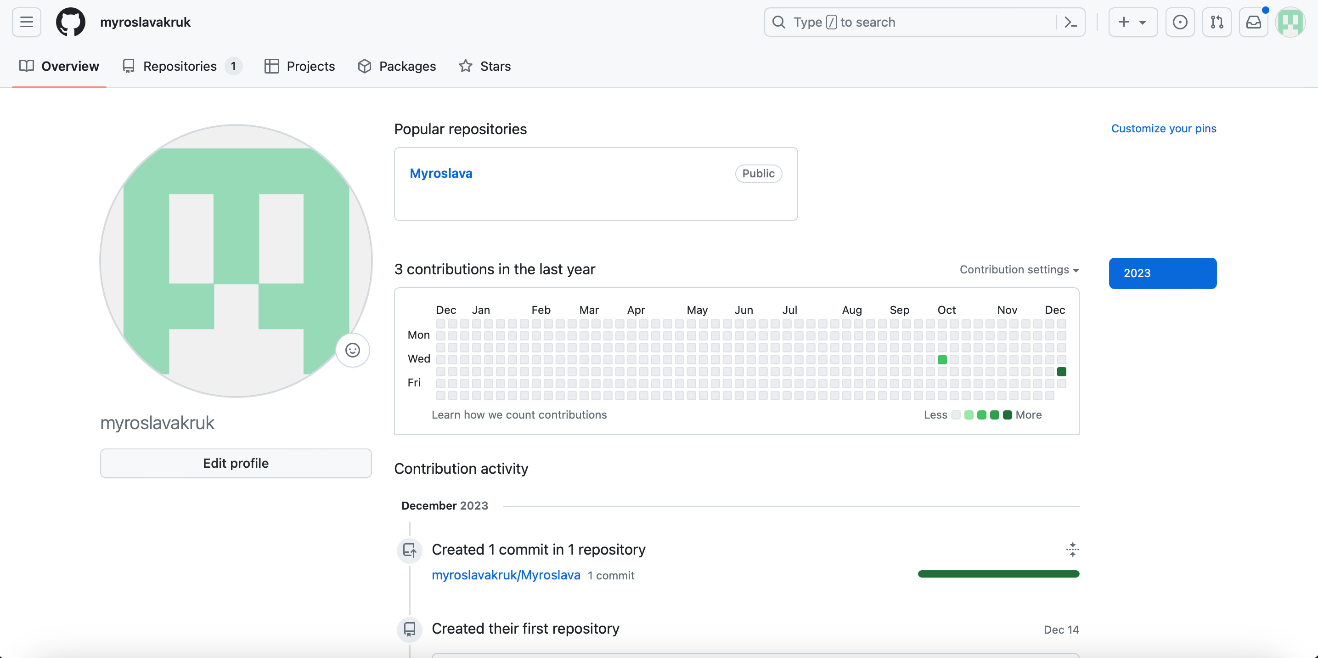 myroslavakruk
Type / to search
Overview Repositories 1 Projects Packages Stars
Popular repositories
Customize your pins
Myroslava Public
3 contributions in the last year
Contribution settings
2023
Dec Jan Feb Mar Apr May Jun Jul Aug Sep Oct Nov Dec
Mon
Wed
Fri
Learn how we count contributions
Less More
myroslavakruk
Edit profile
Contribution activity
December 2023
Created 1 commit in 1 repository
myroslavakruk/Myroslava 1 commit
Created their first repository
Dec 14